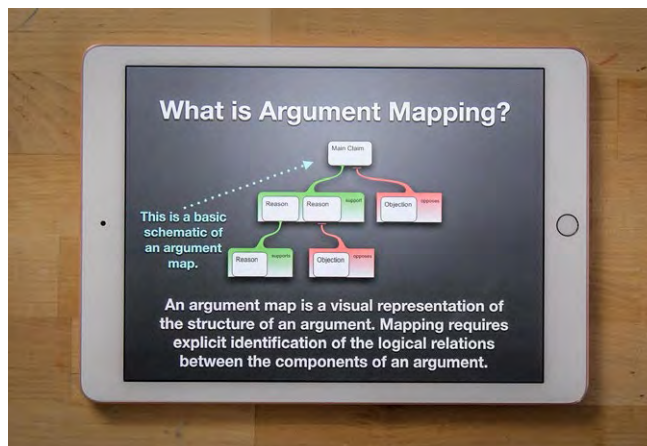 What is Argument Mapping?
Main Claim
Reason
Reason
support
Objection
opposes
This is a basic
schematic of
an argument
map.
Reason
supports
Objection
opposes
An argument map is a visual representation of
the structure of an argument. Mapping requires
explicit identification of the logical relations
between the components of an argument.